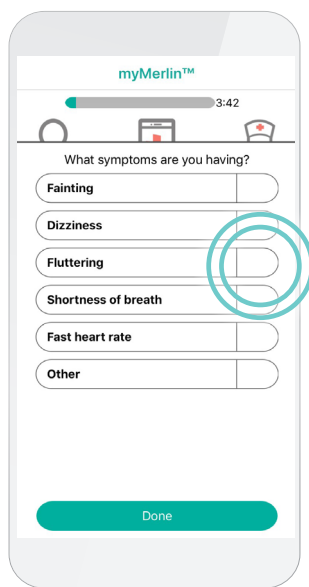 myMerlin™
3:42
What symptoms are you having?
Fainting
Dizziness
Fluttering
Shortness of breath
Fast heart rate
Other
Done